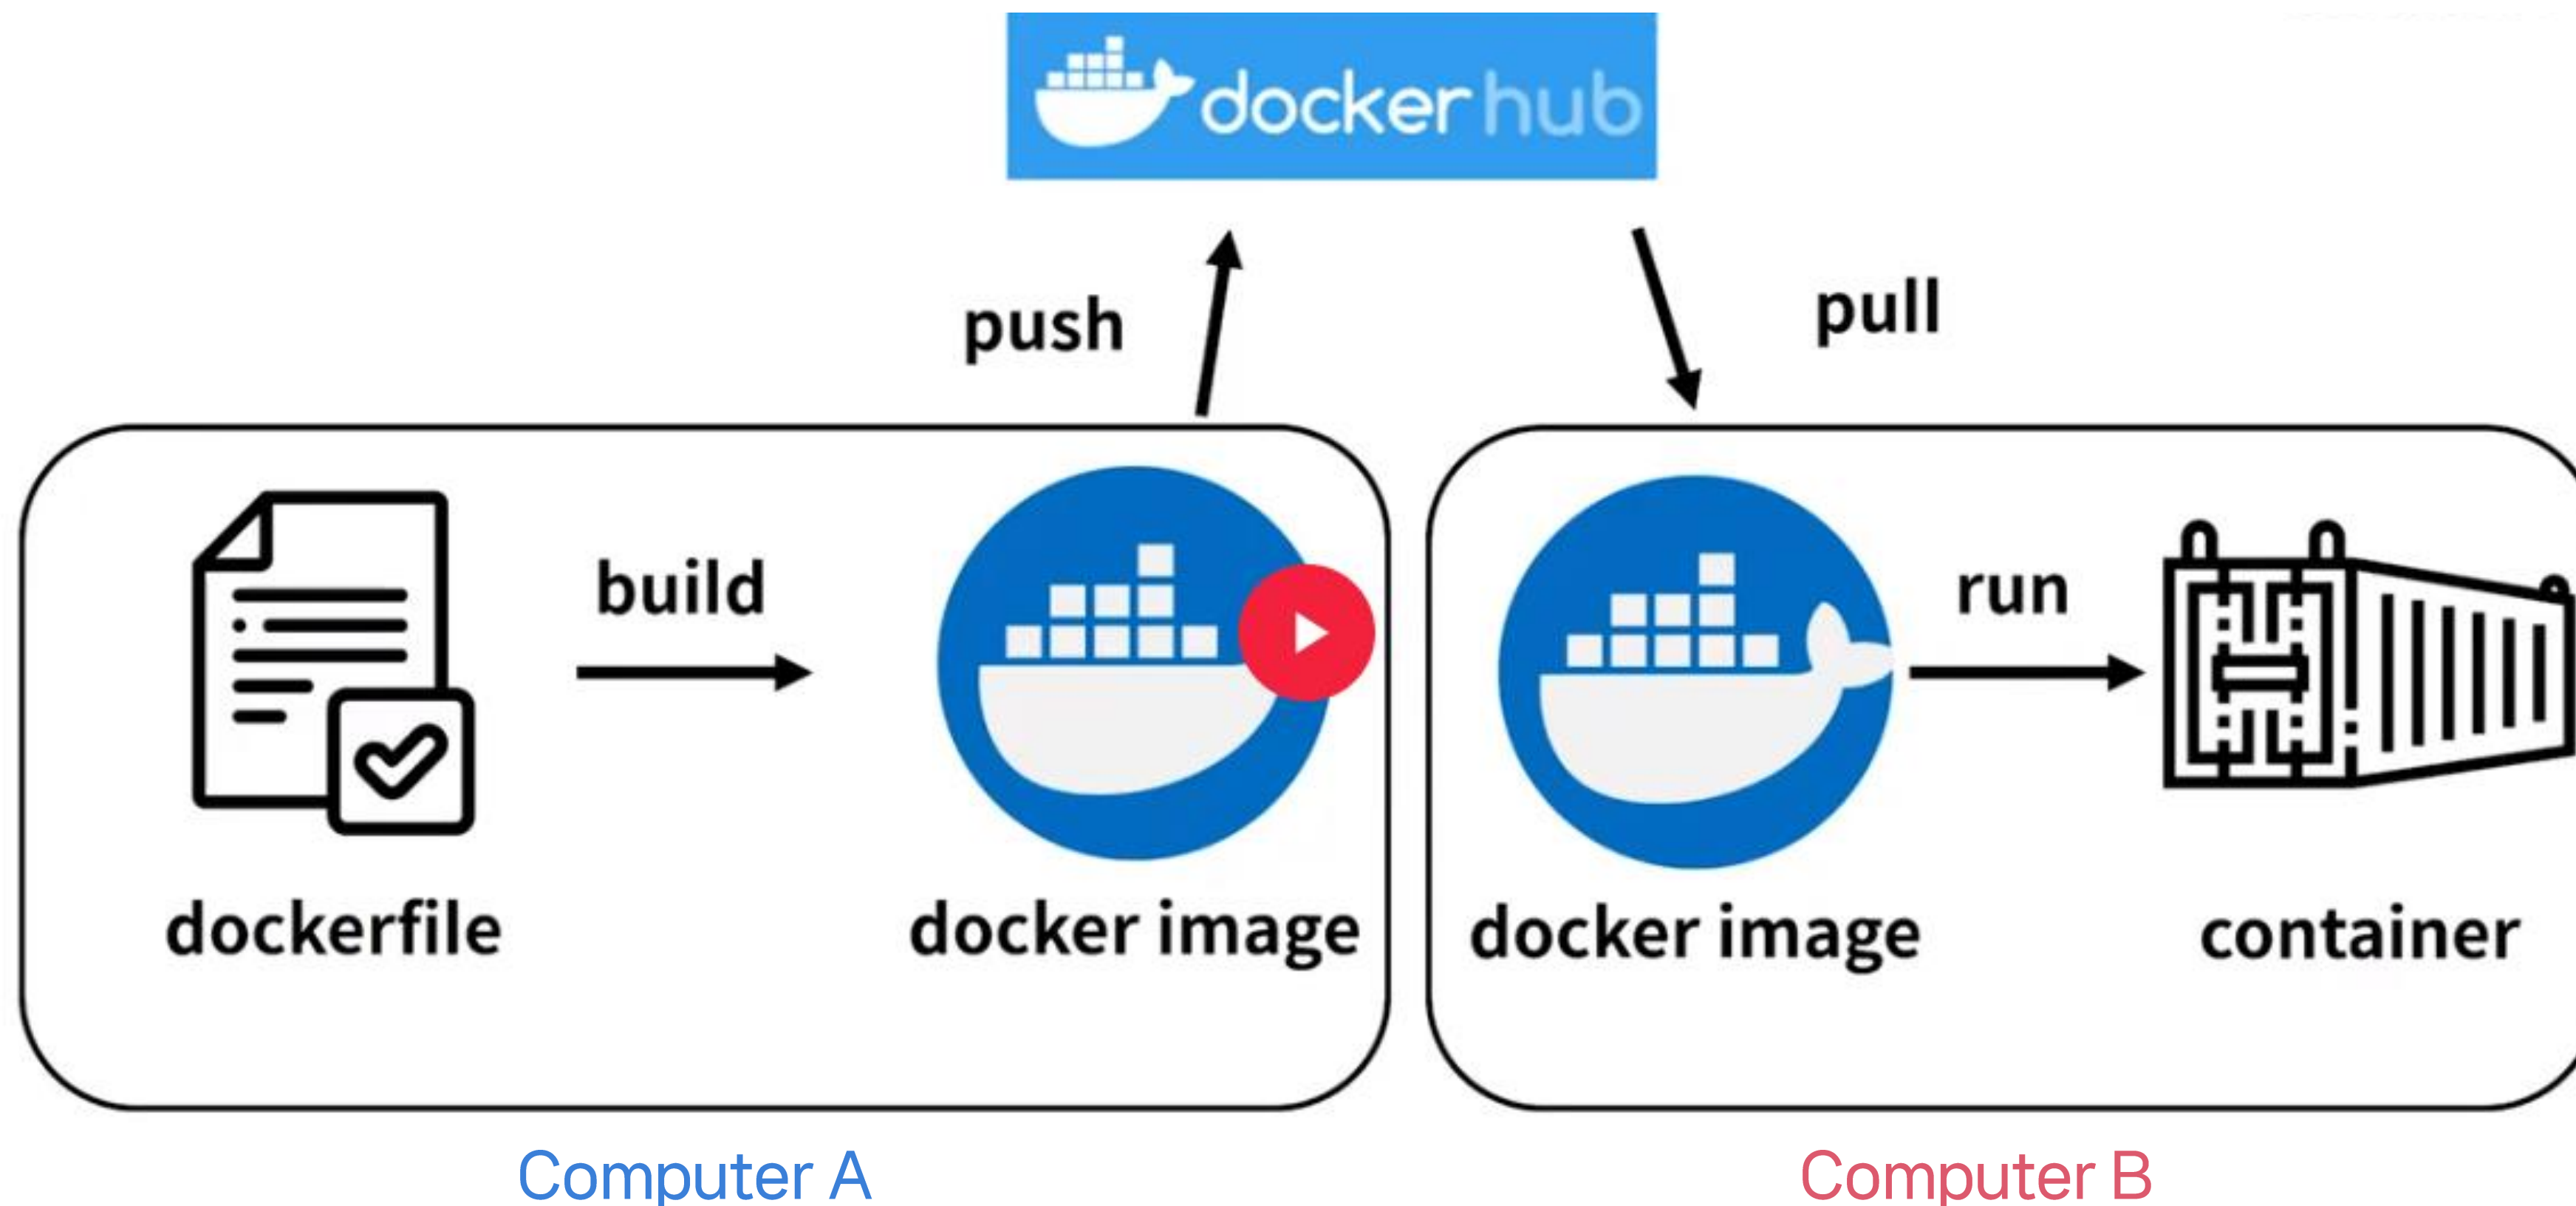 docker hub
push
pull
build
run
dockerfile
docker image
docker image
container
Computer A
Computer B